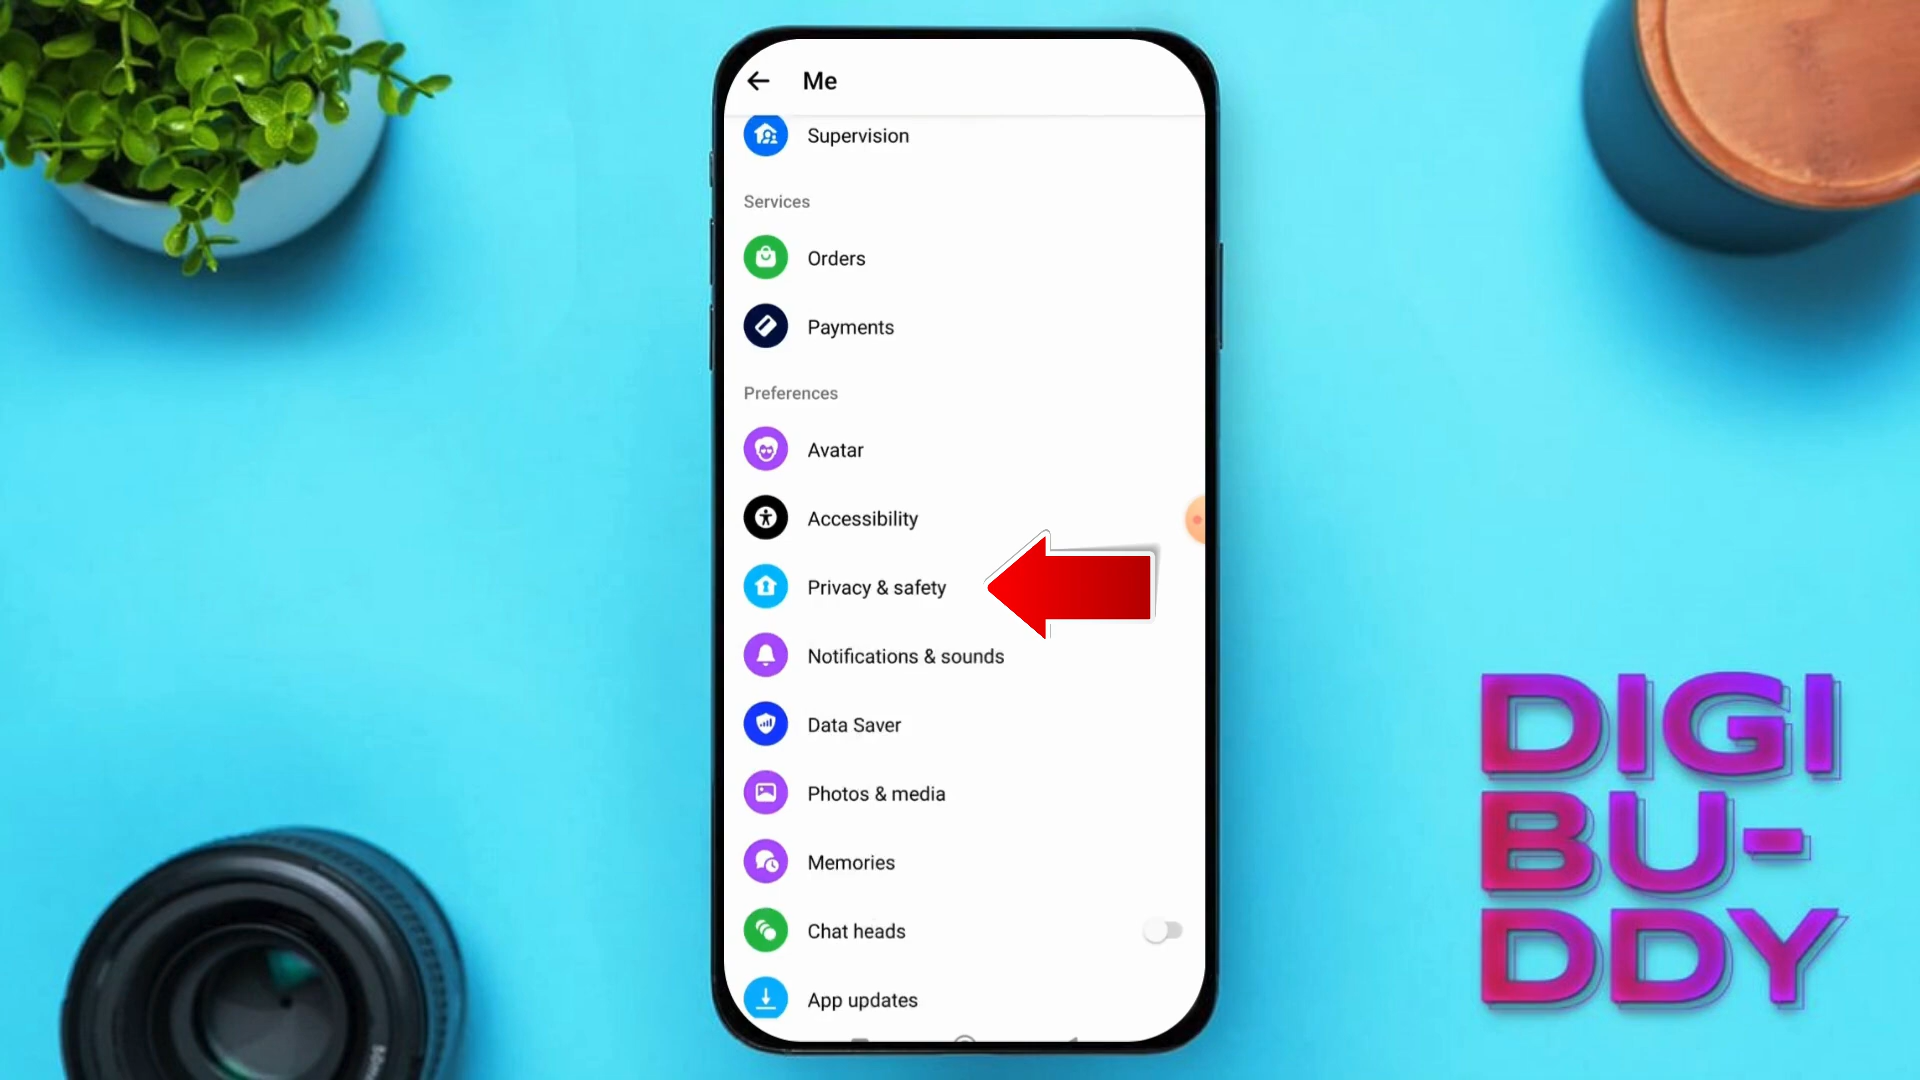 Me
Supervision
Services
Orders
Payments
Preferences
Avatar
Accessibility
Privacy & safety
Notifications & sounds
Data Saver
Photos & media
Memories
Chat heads
App updates
DIGI
BU-
DDY